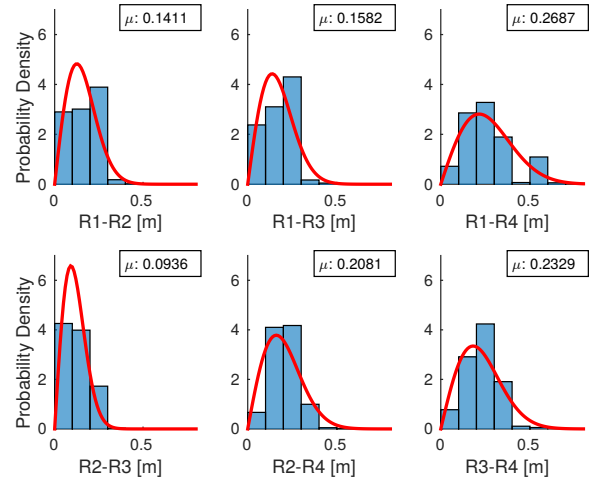 μ: 0.1411
μ: 0.1582
μ: 0.2687
Probability Density
6
4
2
0
0
0.5
R1-R2 [m]
6
4
2
0
0
0.5
R1-R3 [m]
6
4
2
0
0
0.5
R1-R4 [m]
μ: 0.0936
μ: 0.2081
μ: 0.2329
Probability Density
6
4
2
0
0
0.5
R2-R3 [m]
6
4
2
0
0
0.5
R2-R4 [m]
6
4
2
0
0
0.5
R3-R4 [m]